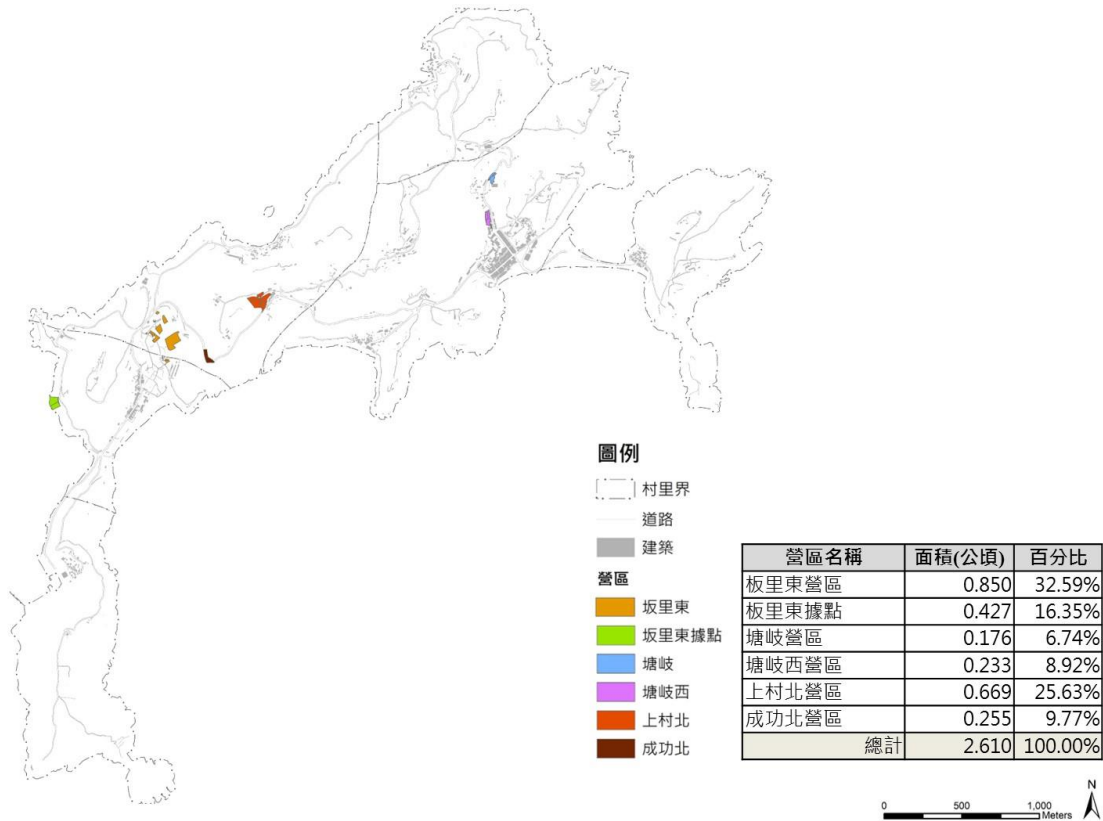 圖例
村里界
道路
建築
營區
坂里東
坂里東據點
塘岐
塘岐西
上村北
成功北
營區名稱 面積(公頃) 百分比
板里東營區 0.850 32.59%
板里東據點 0.427 16.35%
塘岐營區 0.176 6.74%
塘岐西營區 0.233 8.92%
上村北營區 0.669 25.63%
成功北營區 0.255 9.77%
總計 2.610 100.00%
N
0 500 1,000
Meters